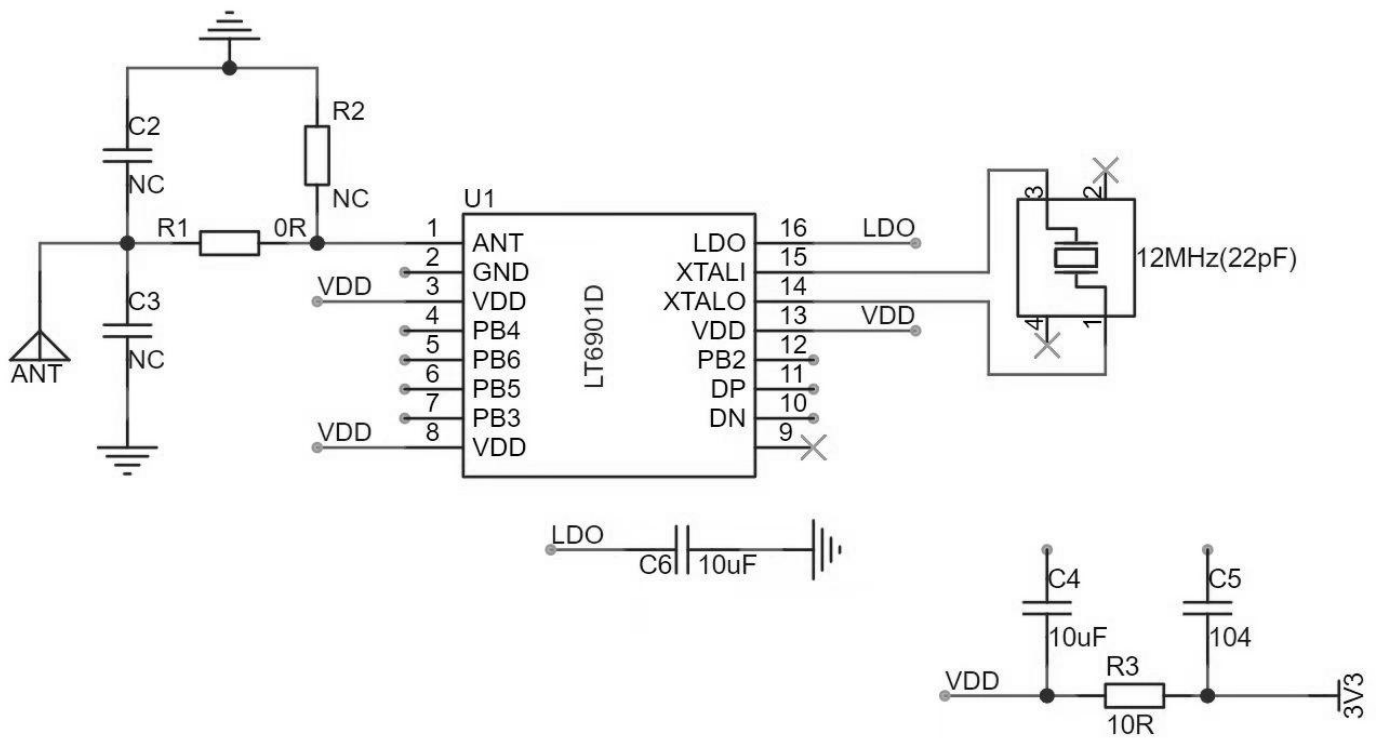 C2
NC
R2
NC
R1 0R
C3
NC
ANT
U1
LT6901D
1 ANT
2 GND
VDD 3 VDD
4 PB4
5 PB6
6 PB5
7 PB3
VDD 8 VDD
LDO 16 LDO
XTALI 15
XTALO 14
VDD 13 VDD
PB2 12
DP 11
DN 10
9
3 2
12MHz(22pF)
4 1
LDO
C6 10uF
C4
10uF
C5
104
VDD
R3
10R
3V3